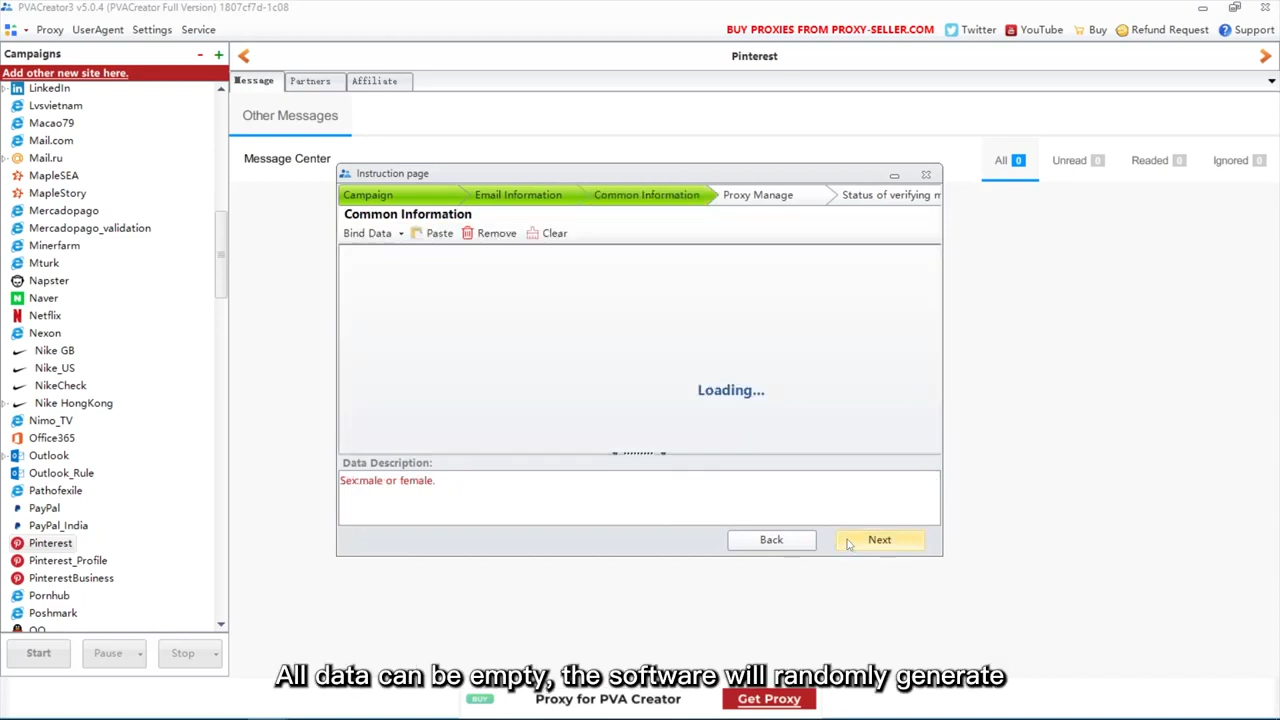 PVACreator3 v5.0.4 (PVACreator Full Version) 1807cf7d-1c08
Proxy UserAgent Settings Service
BUY PROXIES FROM PROXY-SELLER.COM Twitter YouTube Buy Refund Request Support
Campaigns - +
Pinterest
Add other new site here.
Message Partners Affiliate
LinkedIn
Lvsvietnam
Macao79
Mail.com
Mail.ru
MapleSEA
MapleStory
Mercadopago
Mercadopago_validation
Minerfarm
Mturk
Napster
Naver
Netflix
Nexon
Nike GB
Nike_US
NikeCheck
Nike HongKong
Nimo_TV
Office365
Outlook
Outlook_Rule
Pathofexile
PayPal
PayPal_India
Pinterest
Pinterest_Profile
PinterestBusiness
Pornhub
Poshmark
QQ
Start Pause Stop
Other Messages
Message Center
All 0 Unread 0 Readed 0 Ignored 0
Instruction page
Campaign Email Information Common Information Proxy Manage Status of verifying m
Common Information
Bind Data Paste Remove Clear
Loading...
Data Description:
Sex:male or female.
Back Next
All data can be empty, the software will randomly generate
BUY Proxy for PVA Creator Get Proxy